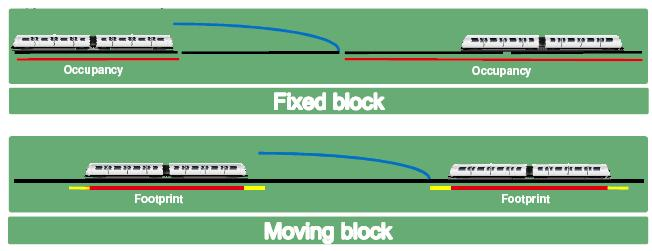 Occupancy
Occupancy
Fixed block
Footprint
Footprint
Moving block